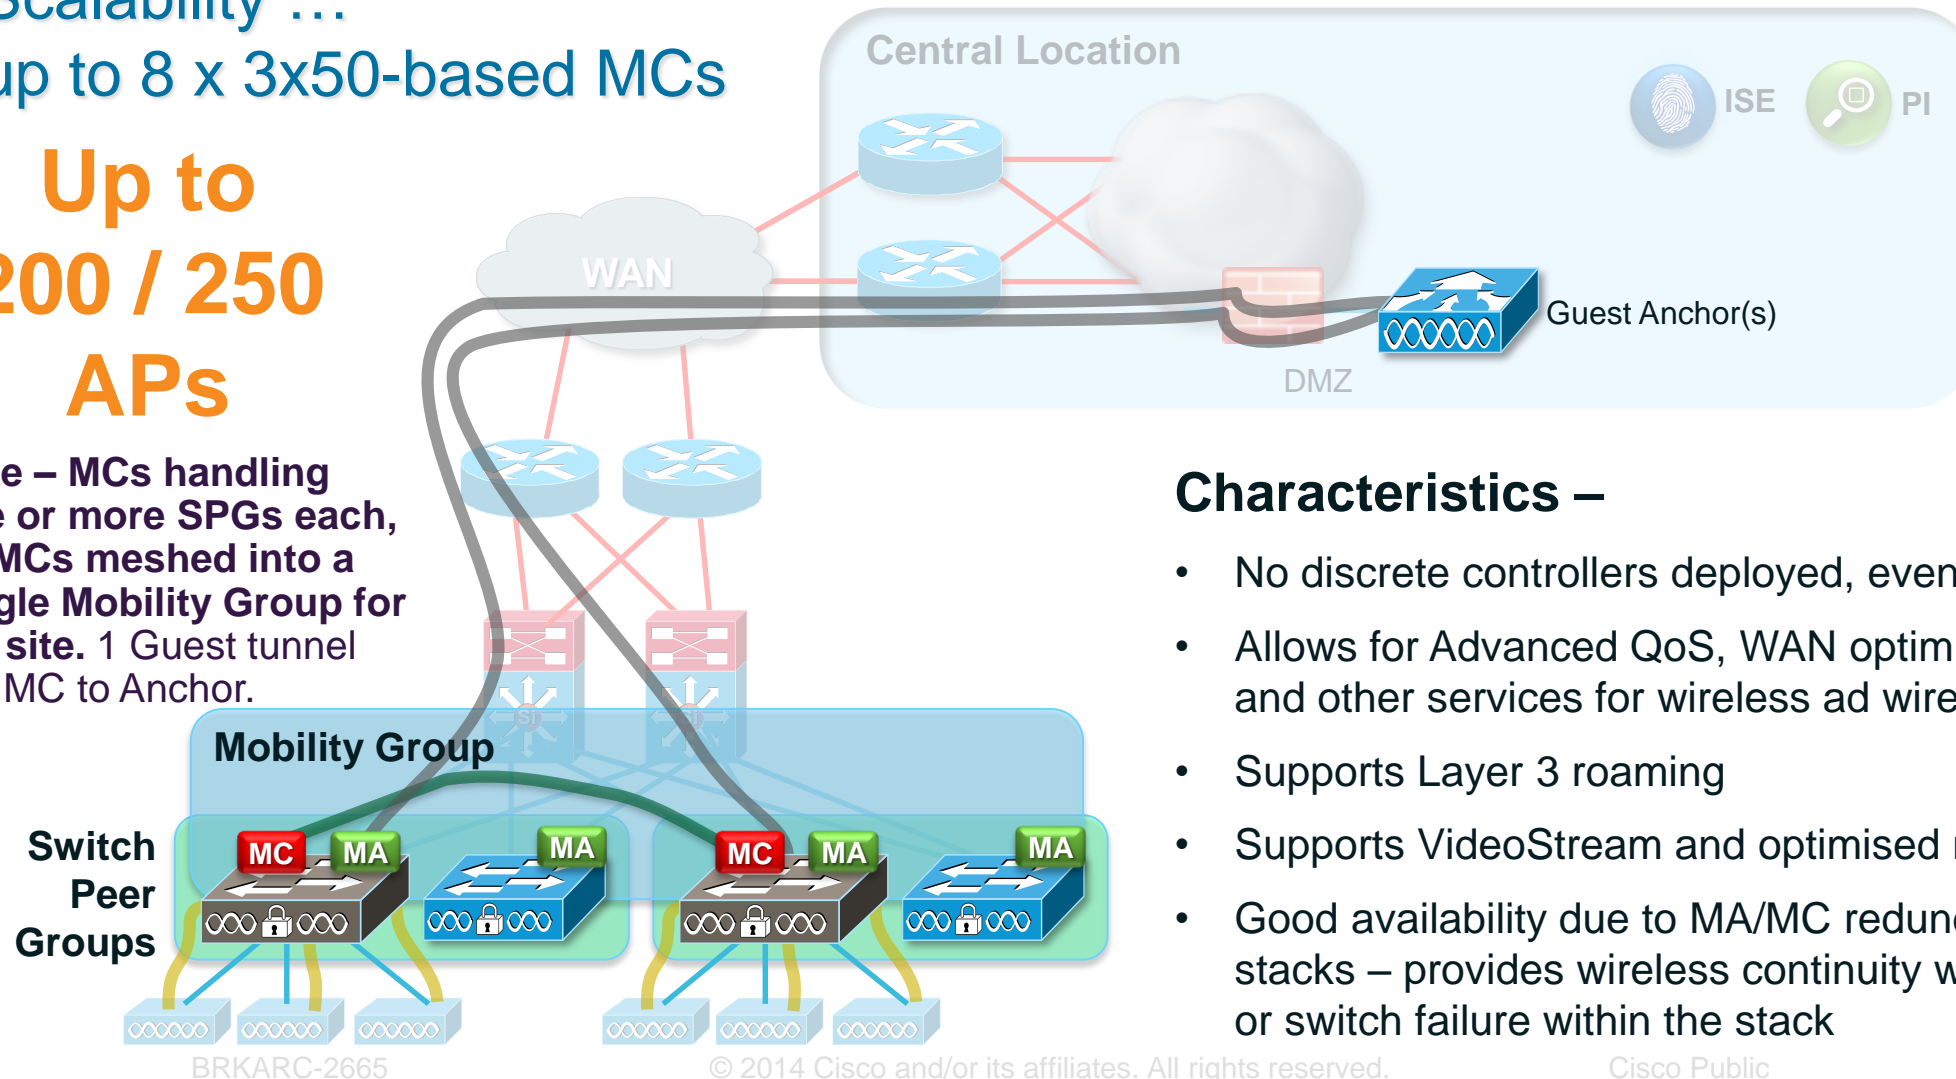 Scalability ...
up to 8 x 3x50-based MCs
Up to
200 / 250
APs
e – MCs handling
e or more SPGs each,
MCs meshed into a
gle Mobility Group for
site. 1 Guest tunnel
MC to Anchor.
Central Location
ISE
PI
WAN
Guest Anchor(s)
DMZ
Si
Si
Mobility Group
Switch
Peer
Groups
MC
MA
MA
MC
MA
MA
Characteristics –
• No discrete controllers deployed, even
• Allows for Advanced QoS, WAN optim
and other services for wireless ad wire
• Supports Layer 3 roaming
• Supports VideoStream and optimised
• Good availability due to MA/MC redun
stacks – provides wireless continuity w
or switch failure within the stack
BRKARC-2665
© 2014 Cisco and/or its affiliates. All rights reserved.
Cisco Public